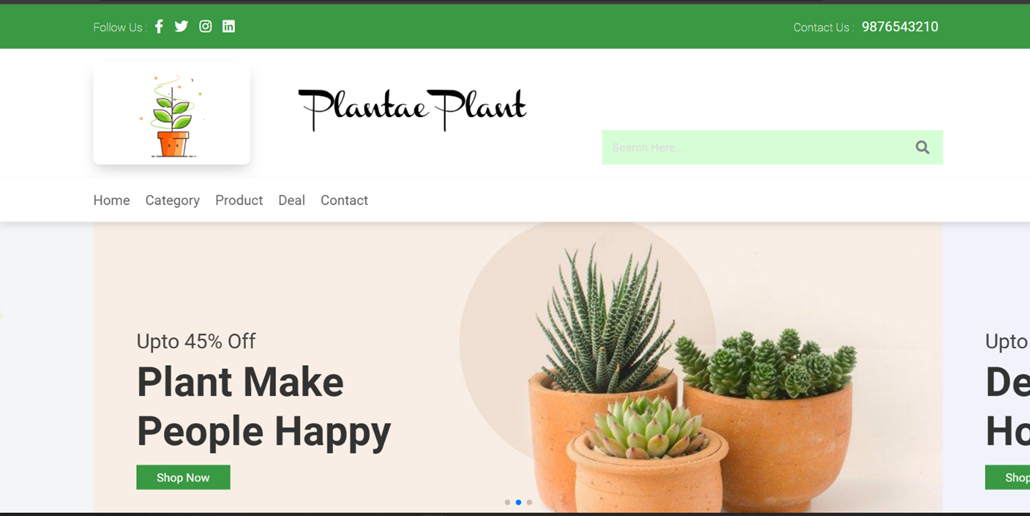 Follow Us :
Contact Us : 9876543210
Plantae Plant
Search Here...
Home Category Product Deal Contact
Upto 45% Off
Plant Make
People Happy
Shop Now
Upto
De
Ho
Shop